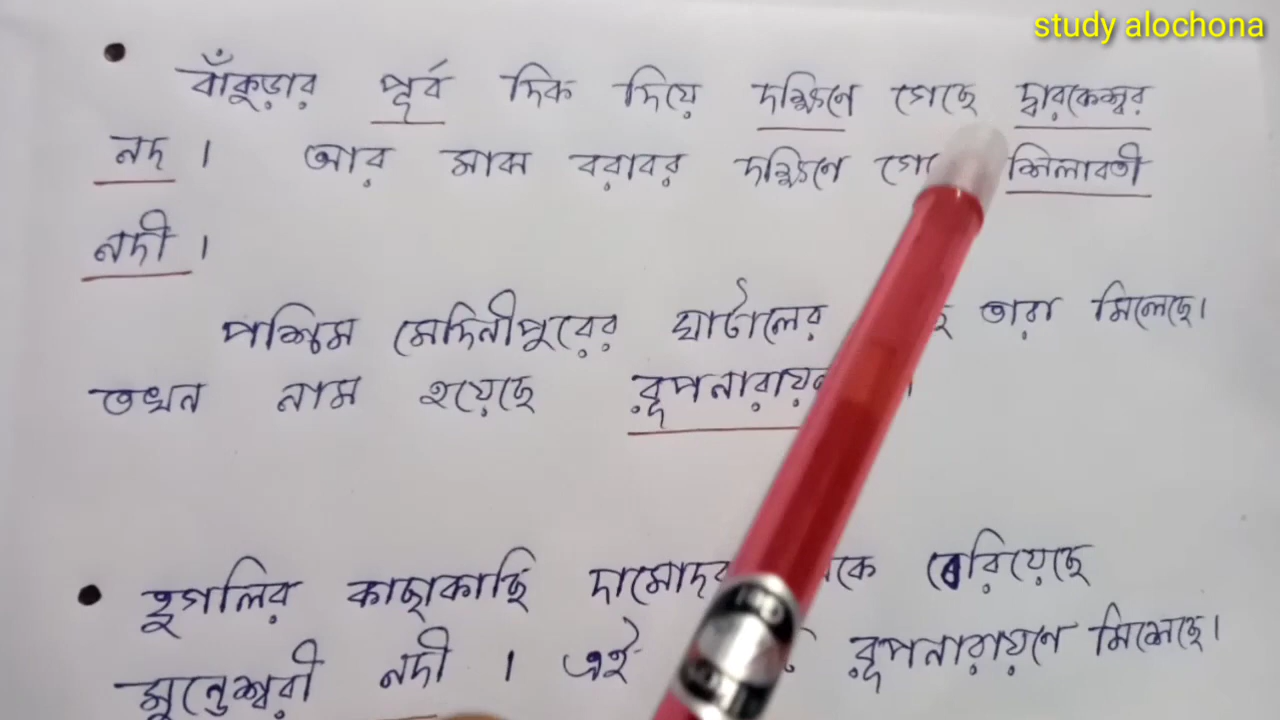 study alochona
• বাঁকুড়ার পূর্ব দিক দিয়ে দক্ষিণে গেছে দ্বারকেশ্বর
নদ। আর মাঝ বরাবর দক্ষিণে শিলাবতী
নদী।
পশ্চিম মেদিনীপুরের ঘাটালের তারা মিলেছে।
তখন নাম হয়েছে
• হুগলির কাছাকাছি বেরিয়েছে
মুন্ডেশ্বরী নদী। এই রূপনারায়ণে মিশেছে।